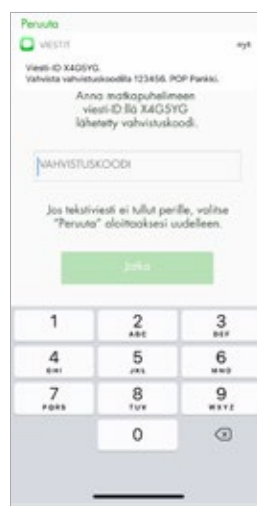 Peruuta
VIESTIT nyt
Viesti-ID X4G5YG.
Vahvista vahvistuskoodilla 123456. POP Pankki.
Anna matkapuhelimeen
viesti-ID:llä X4G5YG
lähetetty vahvistuskoodi.
VAHVISTUSKOODI
Jos tekstiviesti ei tullut perille, valitse
"Peruuta" aloittaaksesi uudelleen.
Jatka
1 2 3
ABC DEF
4 5 6
GHI JKL MNO
7 8 9
PQRS TUV WXYZ
0